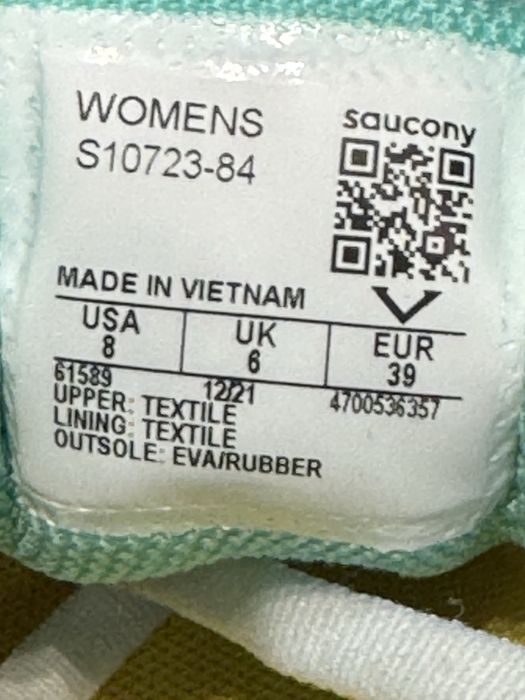 WOMENS
S10723-84
saucony
MADE IN VIETNAM
USA UK EUR
8 6 39
61589 12/21 4700536357
UPPER: TEXTILE
LINING: TEXTILE
OUTSOLE: EVA/RUBBER